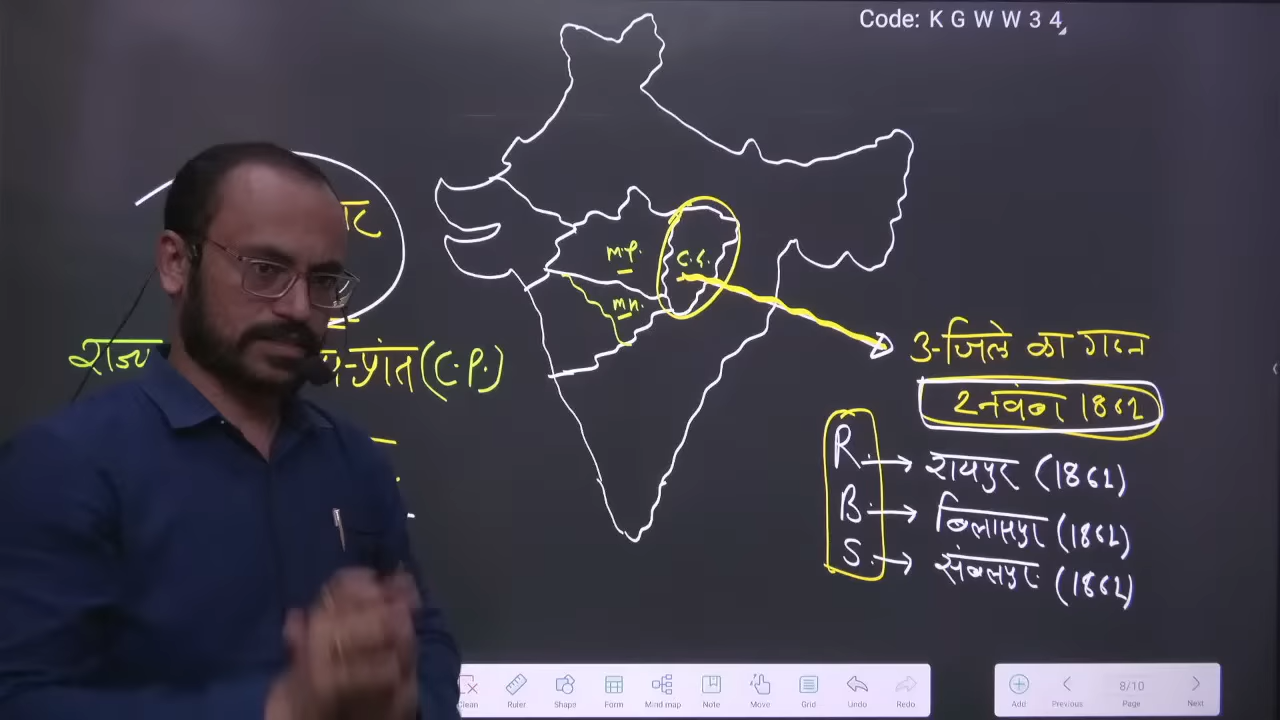 Code: K G W W 3 4
M.P.
C.G.
M.H.
राज्य
प्रांत (C.P.)
3-जिले का गठन
2 नवंबर 1861
R. → रायपुर (1861)
B. → बिलासपुर (1861)
S. → संबलपुर (1862)
Clean Ruler Shape Form Mind map Note Move Grid Undo Redo
Add Previous 8/10 Page Next